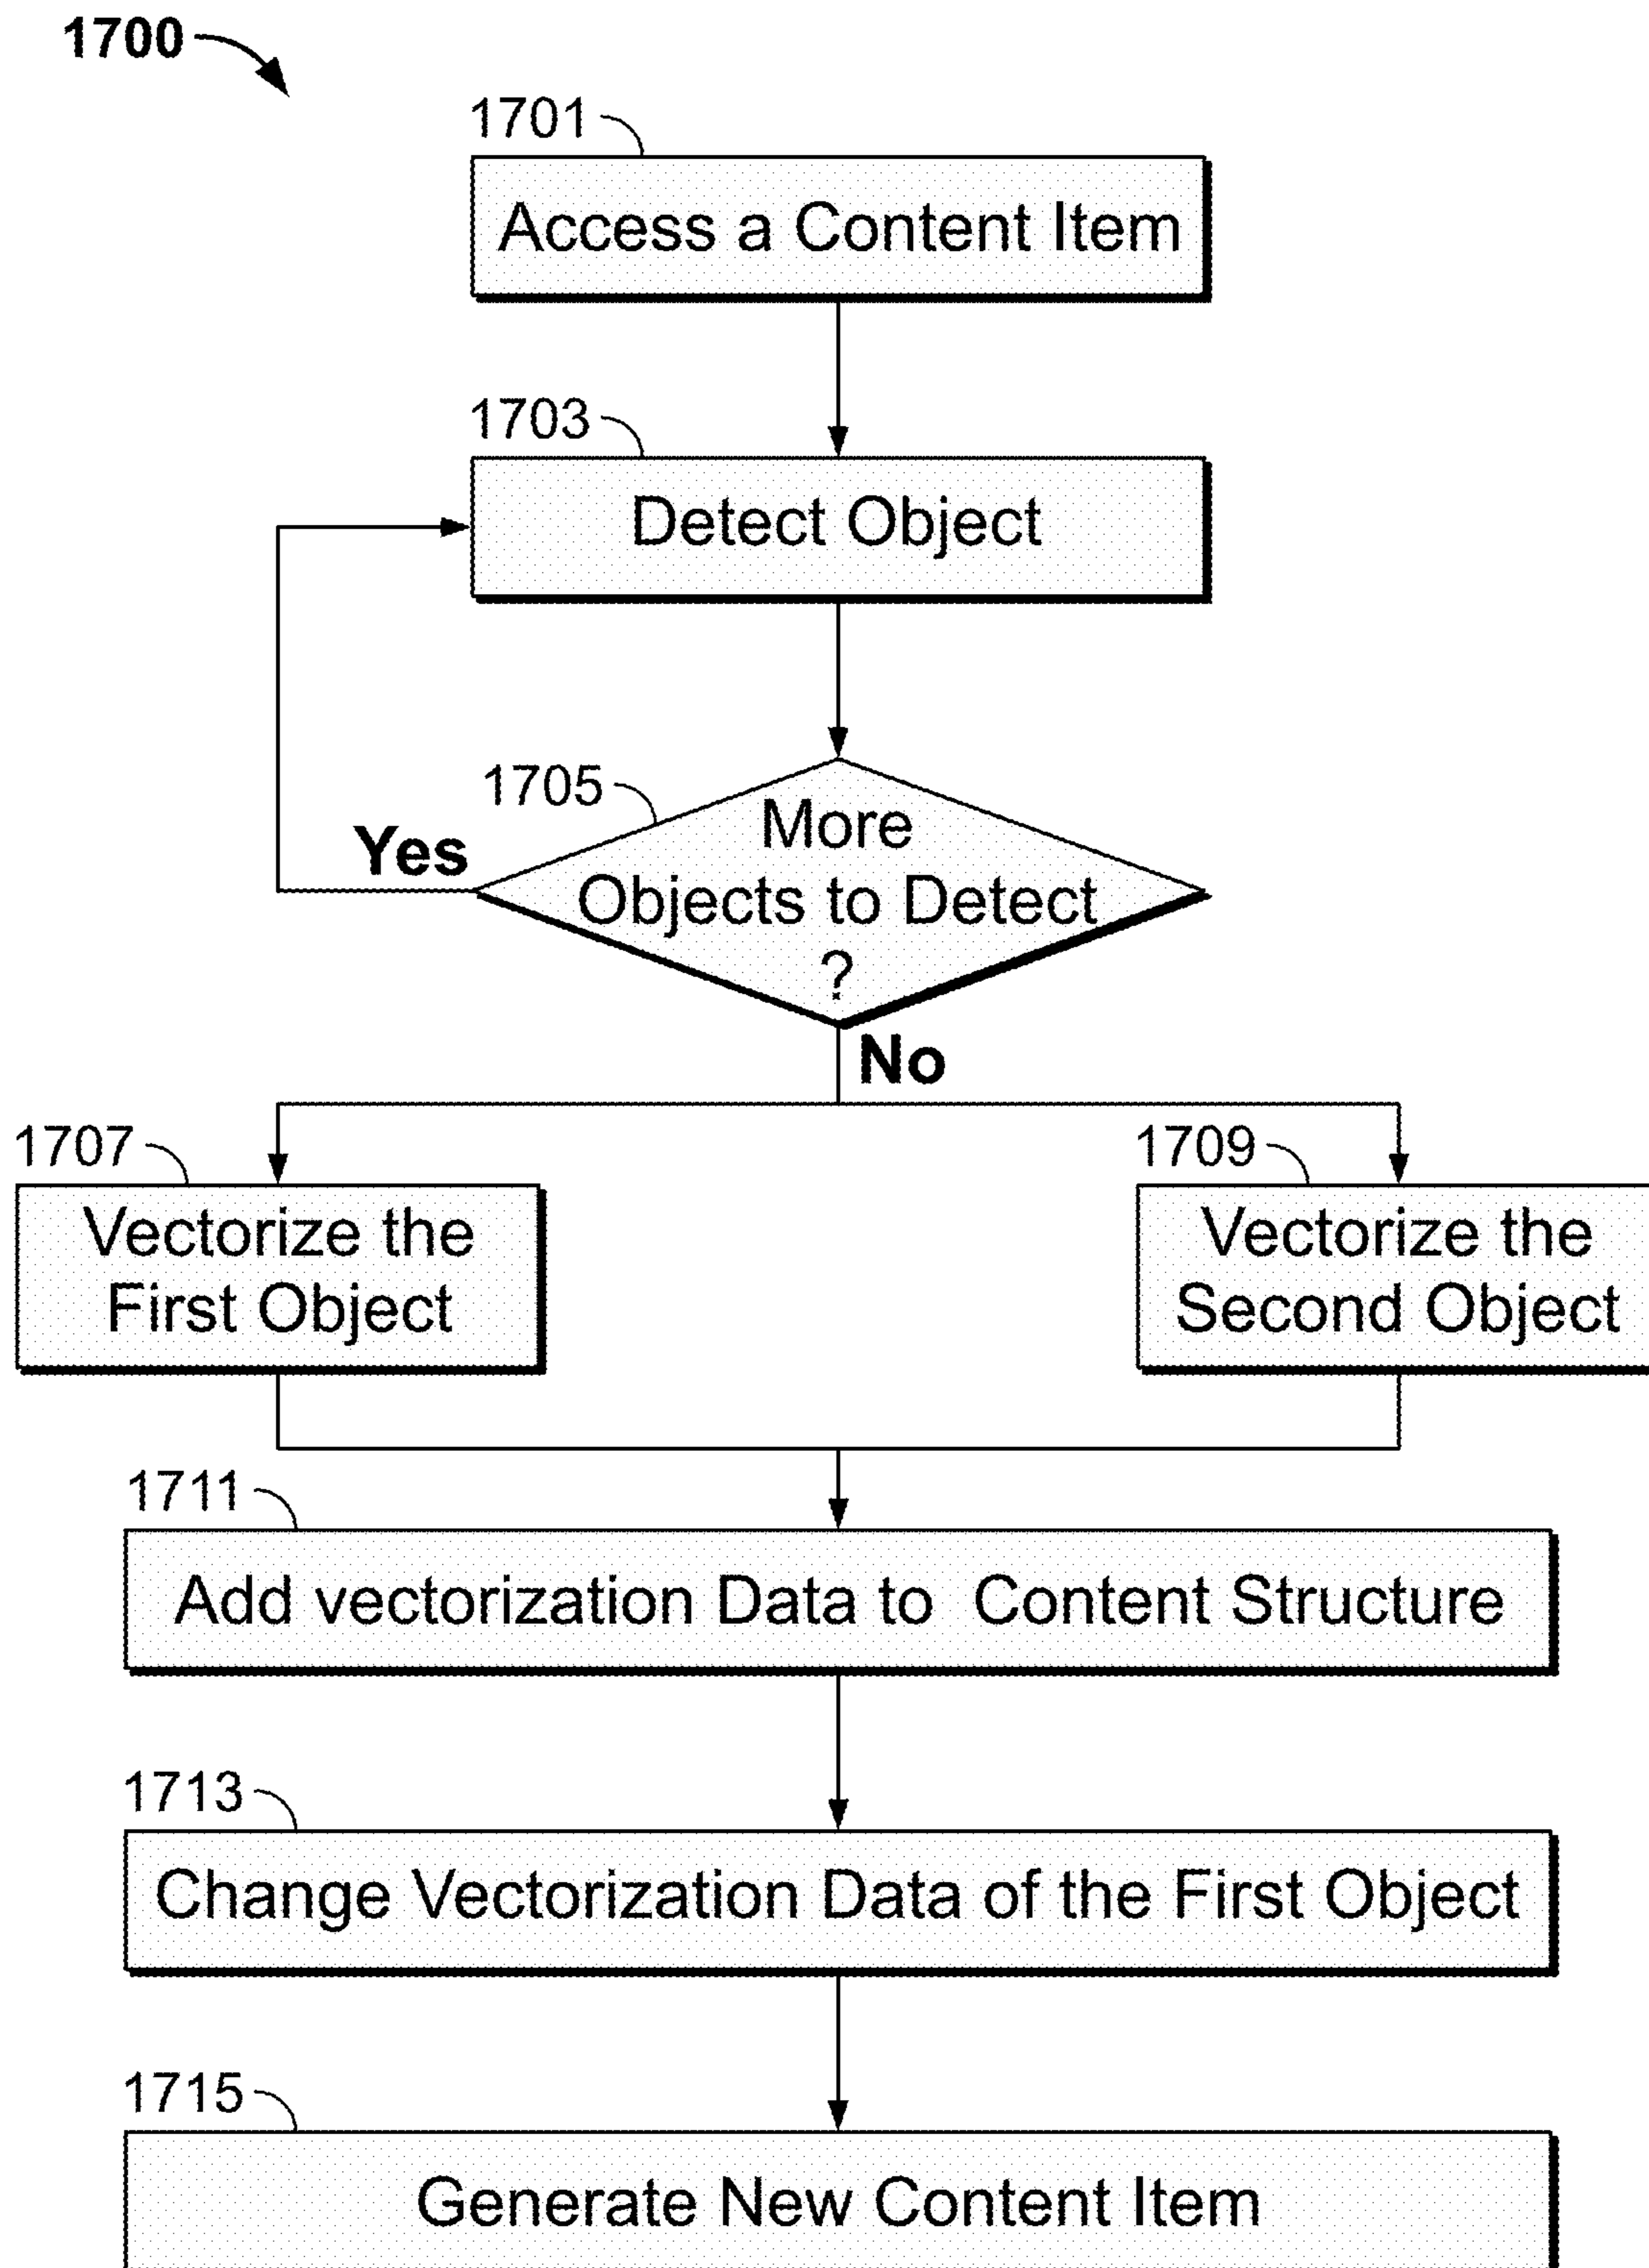 1700
1701
Access a Content Item
1703
Detect Object
1705
More
Objects to Detect
?
Yes
No
1707
Vectorize the
First Object
1709
Vectorize the
Second Object
1711
Add vectorization Data to  Content Structure
1713
Change Vectorization Data of the First Object
1715
Generate New Content Item